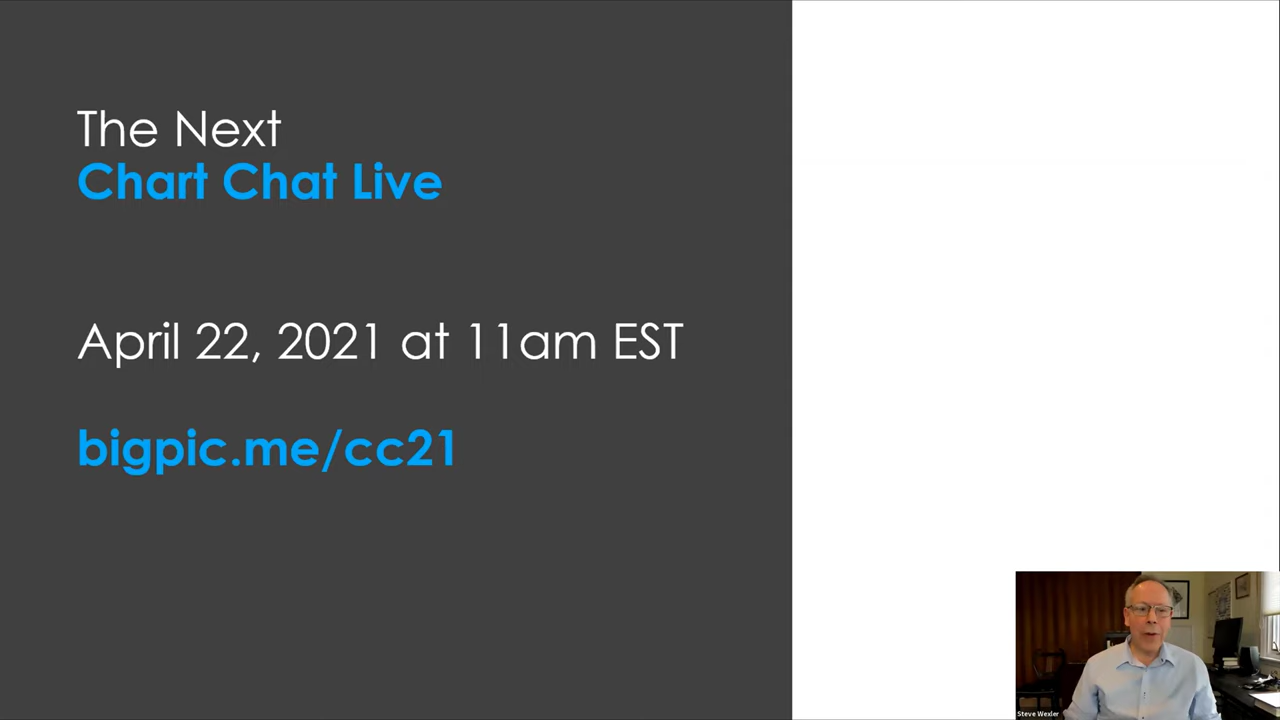 The Next
Chart Chat Live
April 22, 2021 at 11am EST
bigpic.me/cc21
Steve Wexler